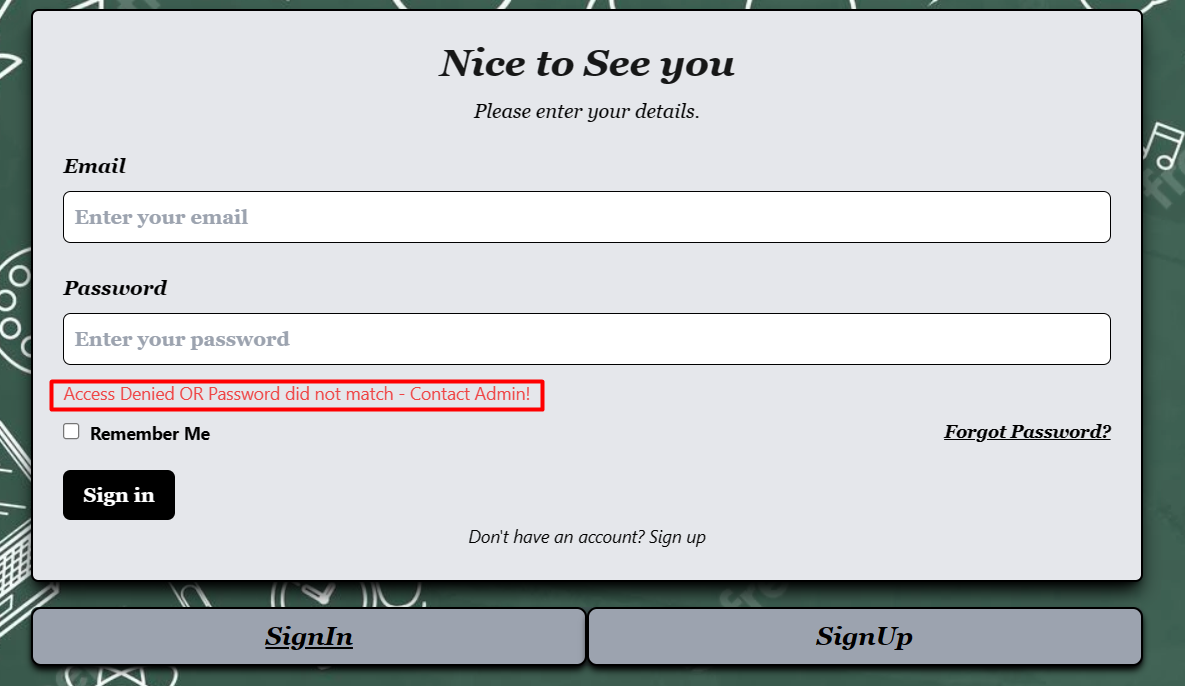 Nice to See you
Please enter your details.
Email
Enter your email
Password
Enter your password
Access Denied OR Password did not match - Contact Admin!
Remember Me
Forgot Password?
Sign in
Don't have an account? Sign up
SignIn
SignUp